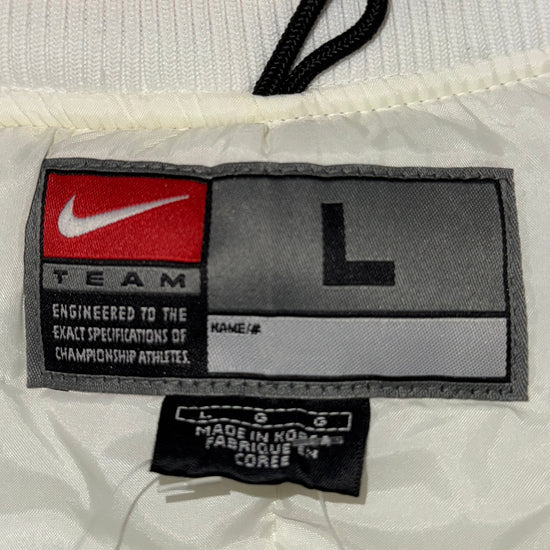 TEAM
ENGINEERED TO THE
EXACT SPECIFICATIONS OF
CHAMPIONSHIP ATHLETES.
L
NAME/#
L G G
MADE IN KOREA
FABRIQUE EN
COREE